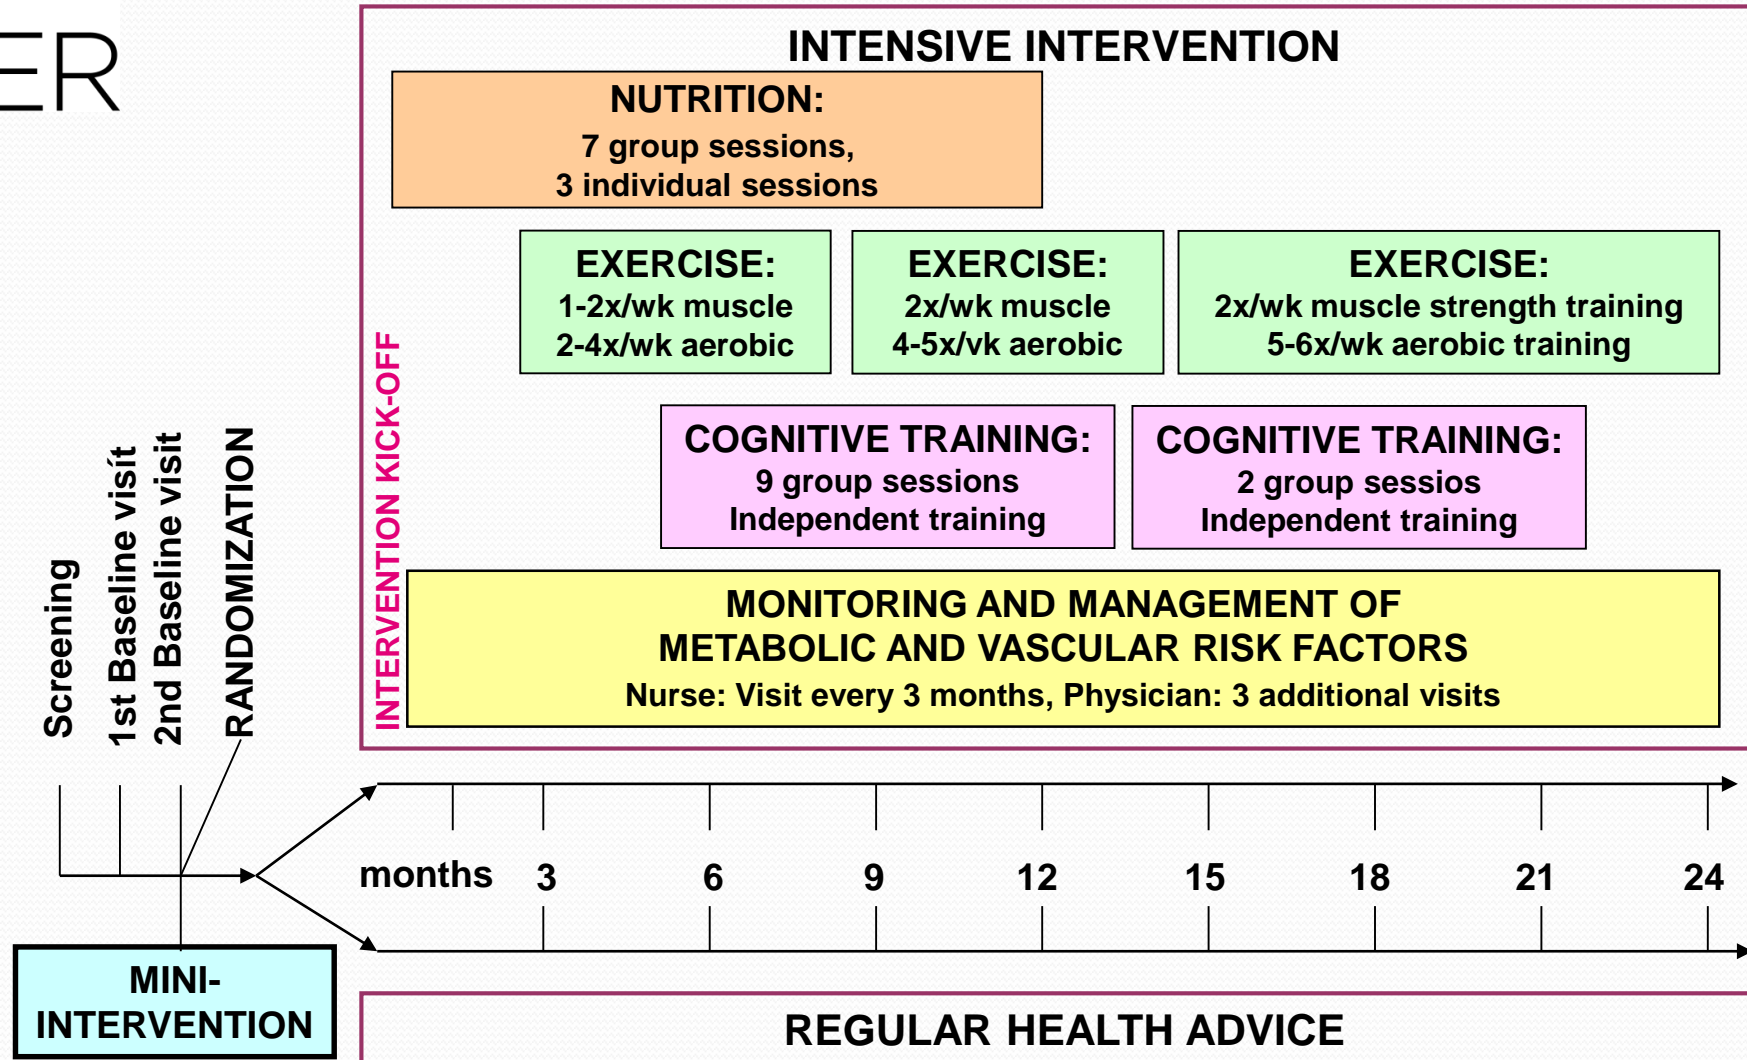 ER
INTENSIVE INTERVENTION
NUTRITION:
7 group sessions,
3 individual sessions
EXERCISE:
1-2x/wk muscle
2-4x/wk aerobic
EXERCISE:
2x/wk muscle
4-5x/vk aerobic
EXERCISE:
2x/wk muscle strength training
5-6x/wk aerobic training
INTERVENTION KICK-OFF
COGNITIVE TRAINING:
9 group sessions
Independent training
COGNITIVE TRAINING:
2 group sessios
Independent training
MONITORING AND MANAGEMENT OF
METABOLIC AND VASCULAR RISK FACTORS
Nurse: Visit every 3 months, Physician: 3 additional visits
Screening
1st Baseline visít
2nd Baseline visit
RANDOMIZATION
months 3 6 9 12 15 18 21 24
MINI-
INTERVENTION
REGULAR HEALTH ADVICE